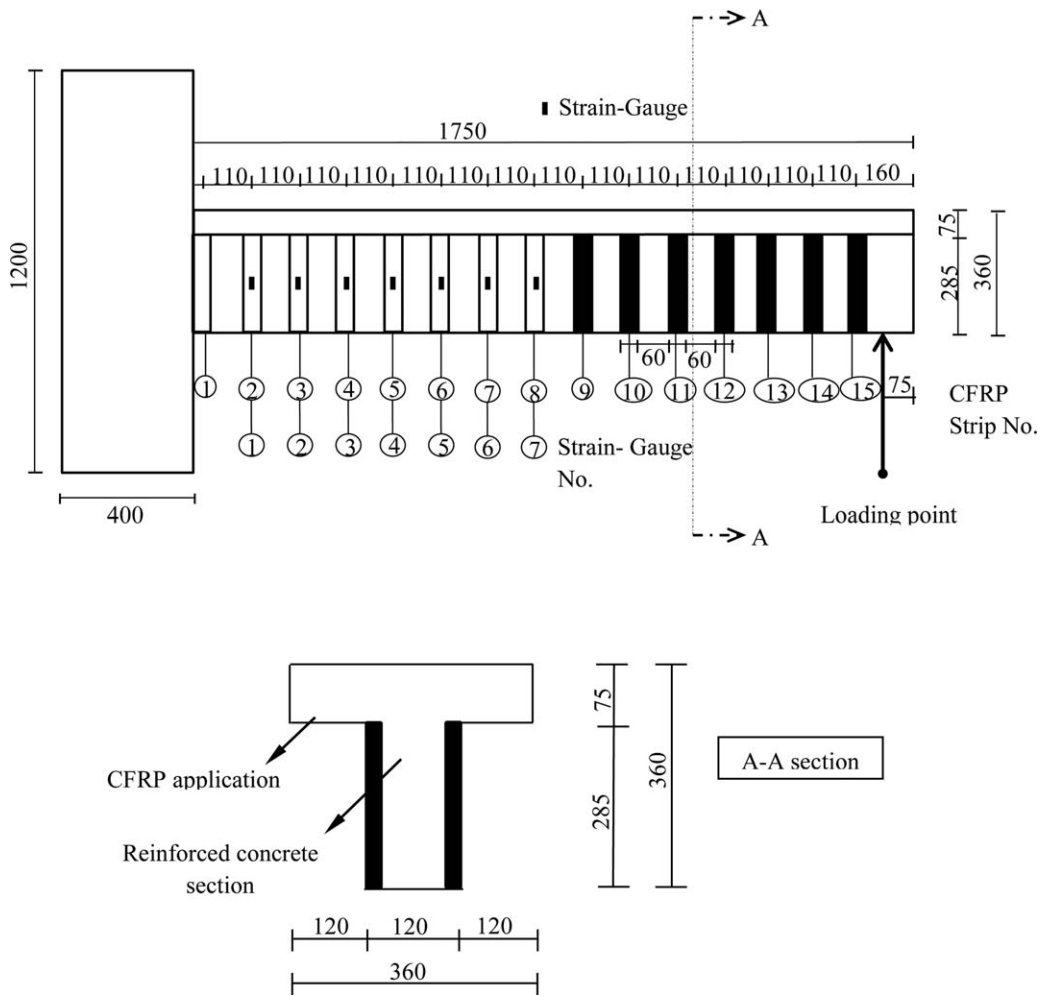 A
Strain-Gauge
1750
110 110 110 110 110 110 110 110 110 110 110 110 110 110 160
1200
75
285
360
60 60
1 2 3 4 5 6 7 8 9 10 11 12 13 14 15
75
CFRP
Strip No.
1 2 3 4 5 6 7
Strain- Gauge
No.
400
Loading point
A
75
285
360
A-A section
CFRP application
Reinforced concrete
section
120 120 120
360